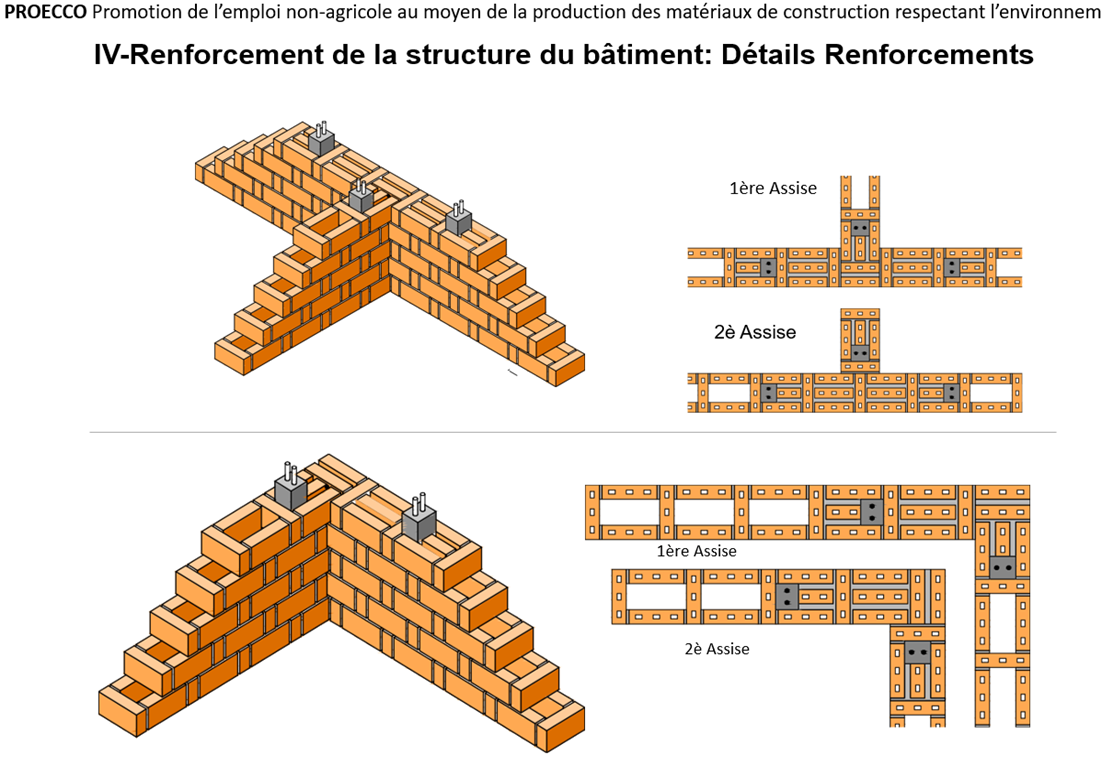 PROECCO Promotion de l’emploi non-agricole au moyen de la production des matériaux de construction respectant l’environnem
IV-Renforcement de la structure du bâtiment: Détails Renforcements
1ère Assise
2è Assise
1ère Assise
2è Assise